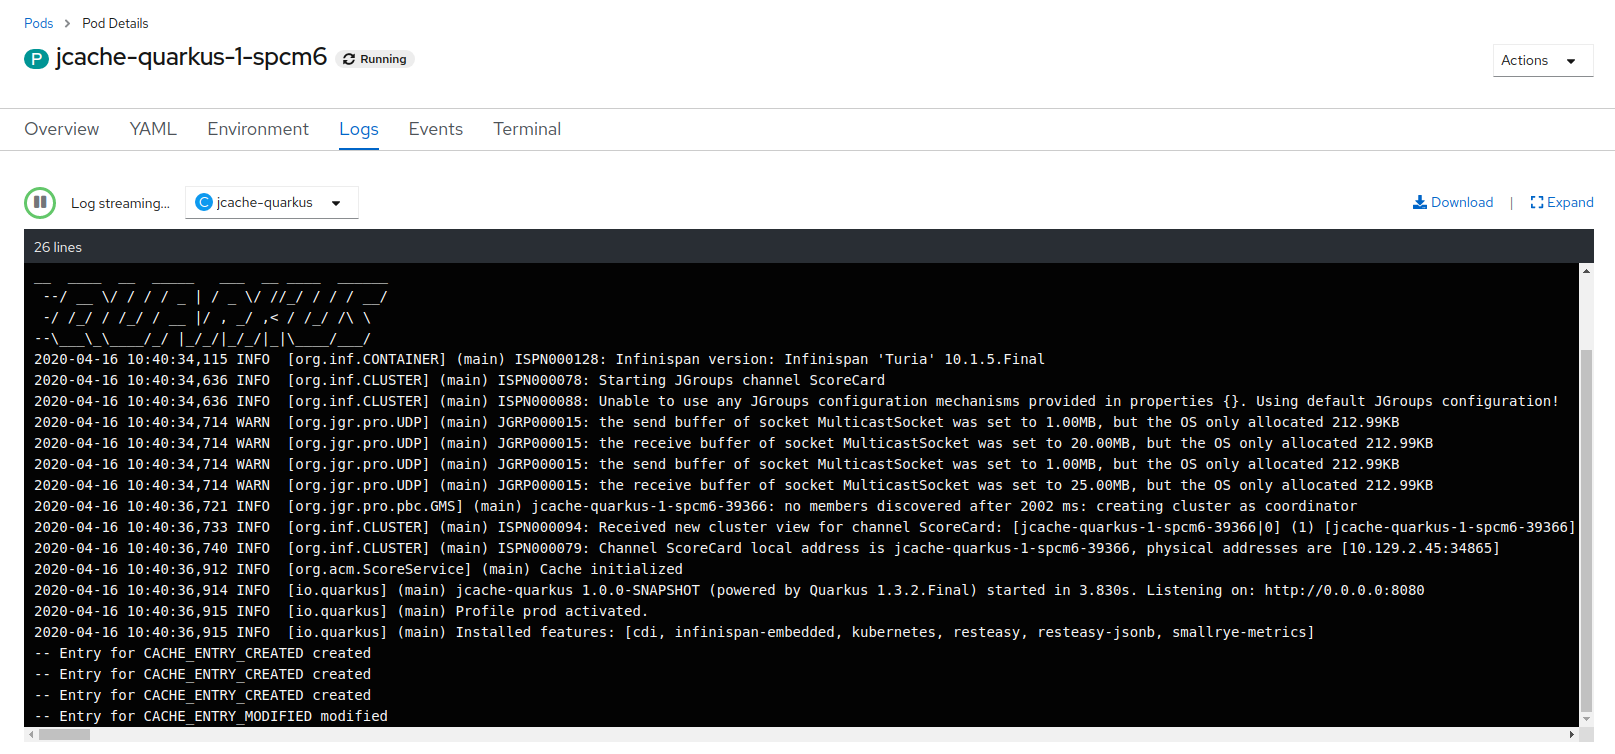 Pods > Pod Details
P jcache-quarkus-1-spcm6 Running
Actions
Overview YAML Environment Logs Events Terminal
Log streaming... C jcache-quarkus Download | Expand
26 lines
__  ____  __  _____   ___  __ ____  ______
 --/ __ \/ / / / _ | / _ \/ //_/ / / / __/
 -/ /_/ / /_/ / __ |/ , _/ ,< / /_/ /\ \
--\___\_\____/_/ |_/_/|_/_/|_|\____/___/
2020-04-16 10:40:34,115 INFO  [org.inf.CONTAINER] (main) ISPN000128: Infinispan version: Infinispan 'Turia' 10.1.5.Final
2020-04-16 10:40:34,636 INFO  [org.inf.CLUSTER] (main) ISPN000078: Starting JGroups channel ScoreCard
2020-04-16 10:40:34,636 INFO  [org.inf.CLUSTER] (main) ISPN000088: Unable to use any JGroups configuration mechanisms provided in properties {}. Using default JGroups configuration!
2020-04-16 10:40:34,714 WARN  [org.jgr.pro.UDP] (main) JGRP000015: the send buffer of socket MulticastSocket was set to 1.00MB, but the OS only allocated 212.99KB
2020-04-16 10:40:34,714 WARN  [org.jgr.pro.UDP] (main) JGRP000015: the receive buffer of socket MulticastSocket was set to 20.00MB, but the OS only allocated 212.99KB
2020-04-16 10:40:34,714 WARN  [org.jgr.pro.UDP] (main) JGRP000015: the send buffer of socket MulticastSocket was set to 1.00MB, but the OS only allocated 212.99KB
2020-04-16 10:40:34,714 WARN  [org.jgr.pro.UDP] (main) JGRP000015: the receive buffer of socket MulticastSocket was set to 25.00MB, but the OS only allocated 212.99KB
2020-04-16 10:40:36,721 INFO  [org.jgr.pro.pbc.GMS] (main) jcache-quarkus-1-spcm6-39366: no members discovered after 2002 ms: creating cluster as coordinator
2020-04-16 10:40:36,733 INFO  [org.inf.CLUSTER] (main) ISPN000094: Received new cluster view for channel ScoreCard: [jcache-quarkus-1-spcm6-39366|0] (1) [jcache-quarkus-1-spcm6-39366]
2020-04-16 10:40:36,740 INFO  [org.inf.CLUSTER] (main) ISPN000079: Channel ScoreCard local address is jcache-quarkus-1-spcm6-39366, physical addresses are [10.129.2.45:34865]
2020-04-16 10:40:36,912 INFO  [org.acm.ScoreService] (main) Cache initialized
2020-04-16 10:40:36,914 INFO  [io.quarkus] (main) jcache-quarkus 1.0.0-SNAPSHOT (powered by Quarkus 1.3.2.Final) started in 3.830s. Listening on: http://0.0.0.0:8080
2020-04-16 10:40:36,915 INFO  [io.quarkus] (main) Profile prod activated.
2020-04-16 10:40:36,915 INFO  [io.quarkus] (main) Installed features: [cdi, infinispan-embedded, kubernetes, resteasy, resteasy-jsonb, smallrye-metrics]
-- Entry for CACHE_ENTRY_CREATED created
-- Entry for CACHE_ENTRY_CREATED created
-- Entry for CACHE_ENTRY_CREATED created
-- Entry for CACHE_ENTRY_MODIFIED modified